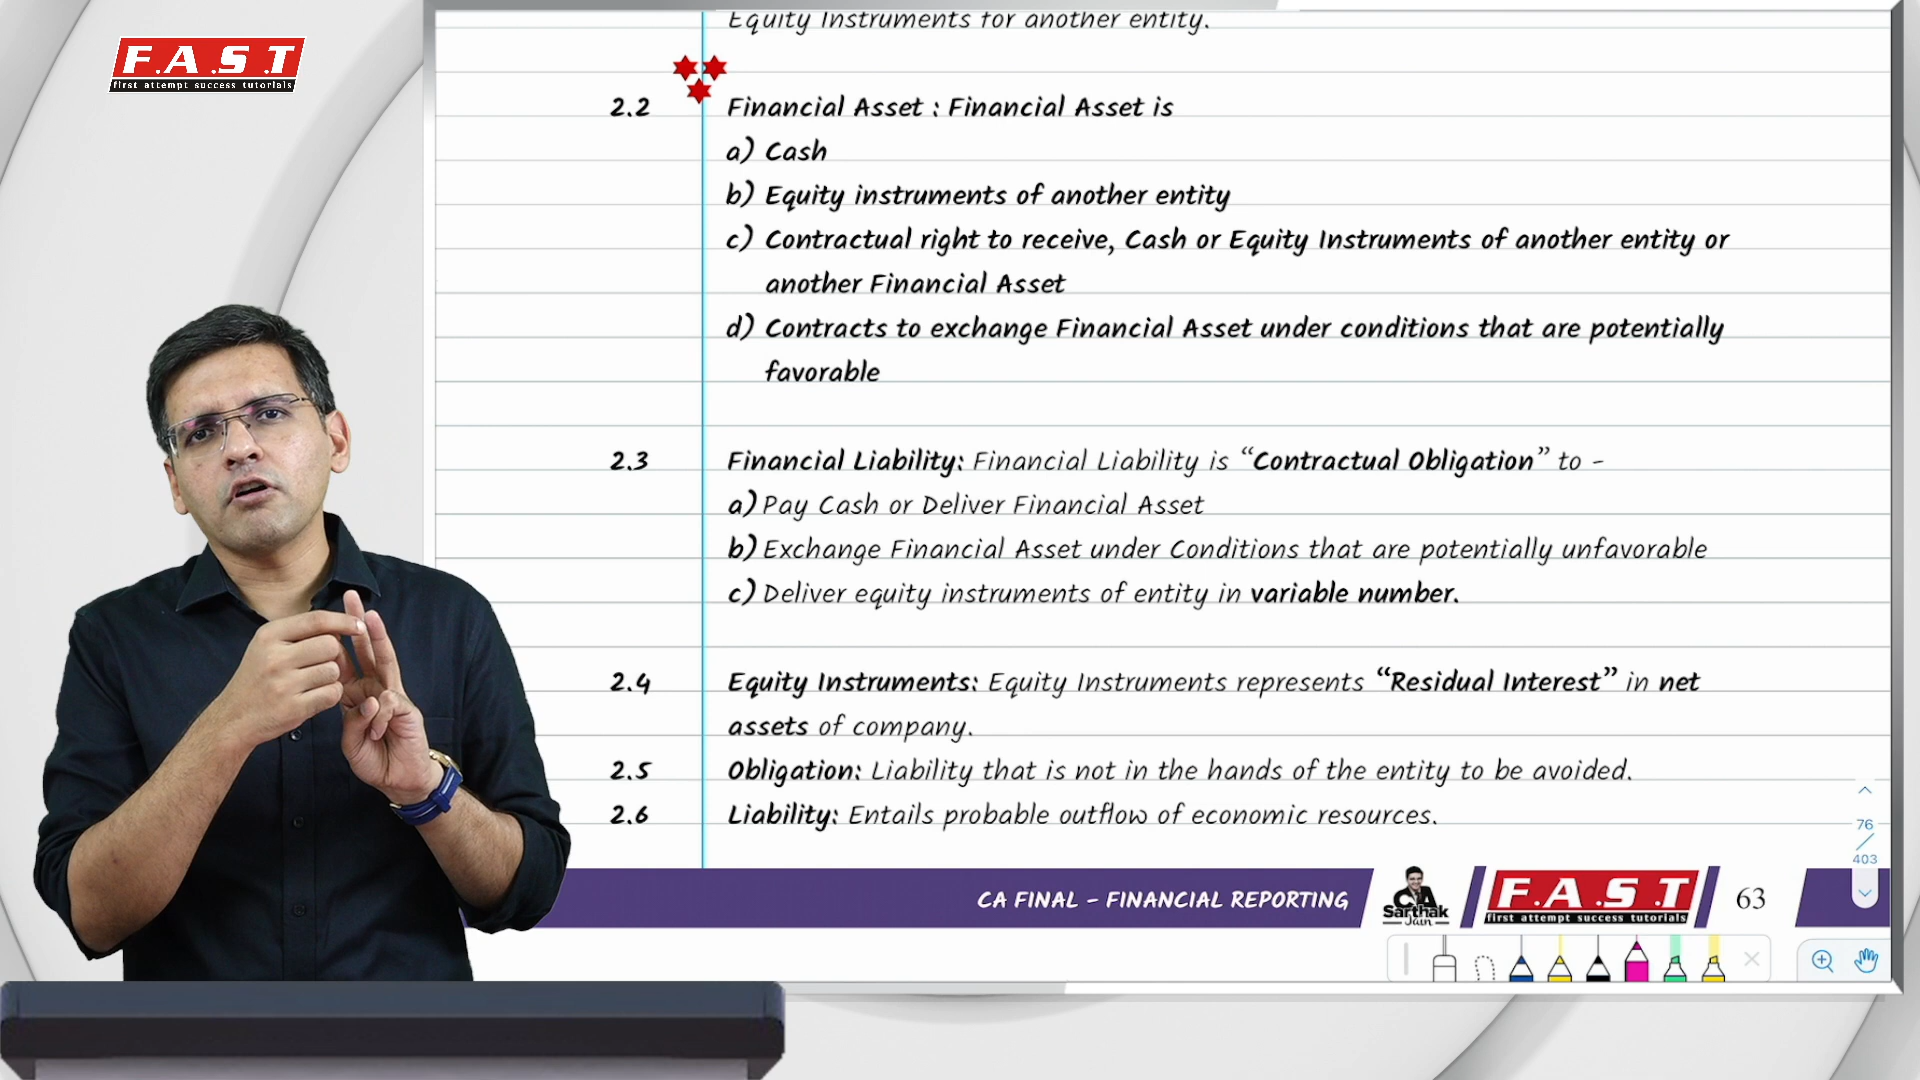 F.A.S.T
first attempt success tutorials
Equity Instruments for another entity.
2.2 Financial Asset : Financial Asset is
a) Cash
b) Equity instruments of another entity
c) Contractual right to receive, Cash or Equity Instruments of another entity or
another Financial Asset
d) Contracts to exchange Financial Asset under conditions that are potentially
favorable
2.3 Financial Liability: Financial Liability is “Contractual Obligation” to -
a) Pay Cash or Deliver Financial Asset
b) Exchange Financial Asset under Conditions that are potentially unfavorable
c) Deliver equity instruments of entity in variable number.
2.4 Equity Instruments: Equity Instruments represents “Residual Interest” in net
assets of company.
2.5 Obligation: Liability that is not in the hands of the entity to be avoided.
2.6 Liability: Entails probable outflow of economic resources.
76
403
CA FINAL - FINANCIAL REPORTING
CA
Sarthak
Jain
F.A.S.T
first attempt success tutorials
63